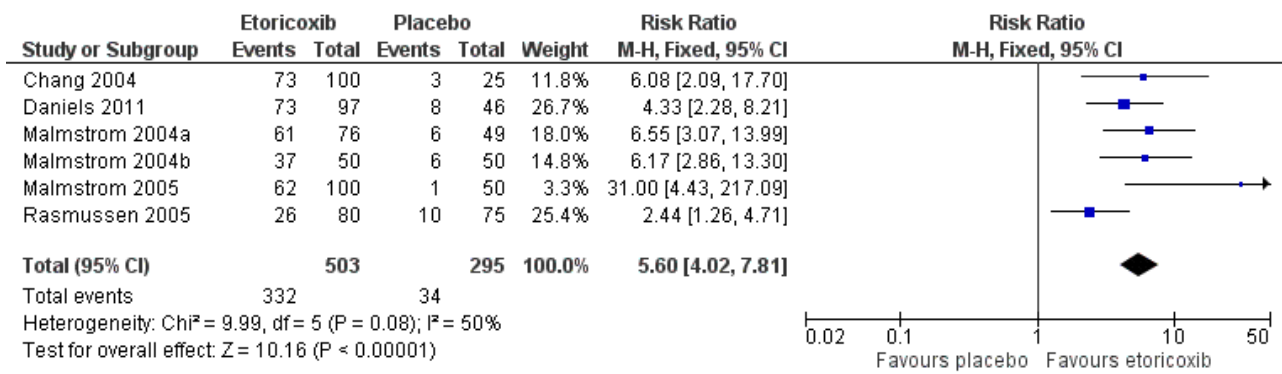 Etoricoxib Placebo Risk Ratio Risk Ratio
Study or Subgroup Events Total Events Total Weight M-H, Fixed, 95% CI M-H, Fixed, 95% CI
Chang 2004 73 100 3 25 11.8% 6.08 [2.09, 17.70]
Daniels 2011 73 97 8 46 26.7% 4.33 [2.28, 8.21]
Malmstrom 2004a 61 76 6 49 18.0% 6.55 [3.07, 13.99]
Malmstrom 2004b 37 50 6 50 14.8% 6.17 [2.86, 13.30]
Malmstrom 2005 62 100 1 50 3.3% 31.00 [4.43, 217.09]
Rasmussen 2005 26 80 10 75 25.4% 2.44 [1.26, 4.71]
Total (95% CI) 503 295 100.0% 5.60 [4.02, 7.81]
Total events 332 34
Heterogeneity: Chi² = 9.99, df = 5 (P = 0.08); I² = 50%
Test for overall effect: Z = 10.16 (P < 0.00001)
0.02 0.1 1 10 50
Favours placebo Favours etoricoxib